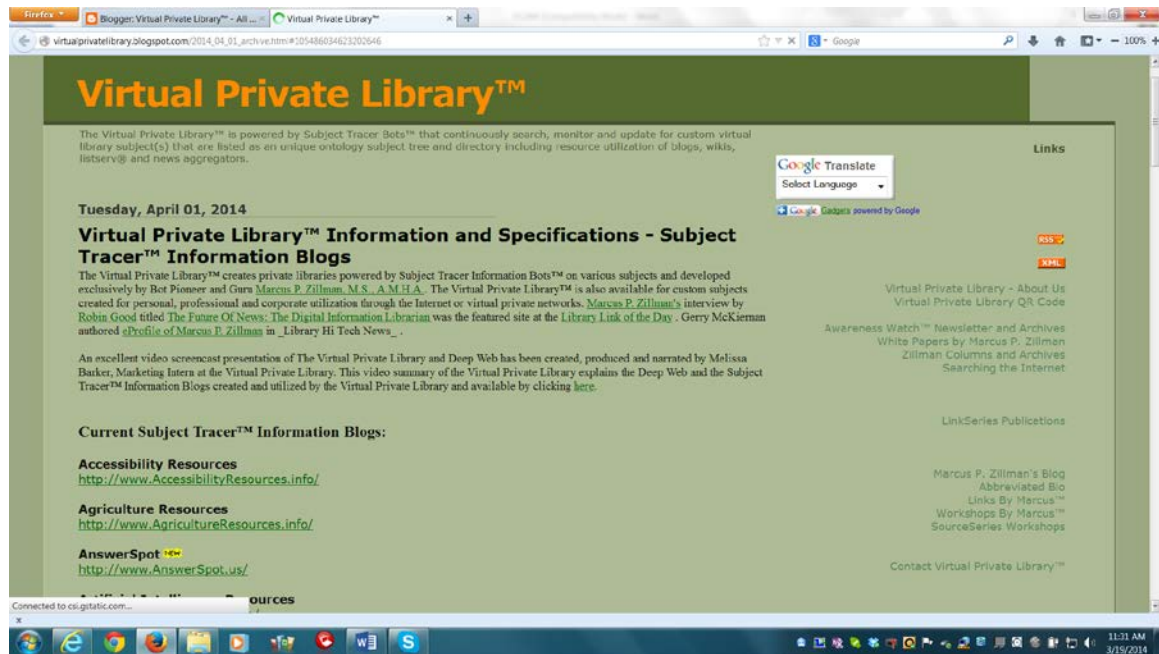 Firefox
Blogger: Virtual Private Library™ - All ...
Virtual Private Library™
virtualprivatelibrary.blogspot.com/2014_04_01_archive.html#105486034623202646
Google
100%
Virtual Private Library™
The Virtual Private Library™ is powered by Subject Tracer Bots™ that continuously search, monitor and update for custom virtual
library subject(s) that are listed as an unique ontology subject tree and directory including resource utilization of blogs, wikis,
listserv® and news aggregators.
Tuesday, April 01, 2014
Virtual Private Library™ Information and Specifications - Subject
Tracer™ Information Blogs
The Virtual Private Library™ creates private libraries powered by Subject Tracer Information Bots™ on various subjects and developed
exclusively by Bot Pioneer and Guru Marcus P. Zillman, M.S., A.M.H.A.. The Virtual Private Library™ is also available for custom subjects
created for personal, professional and corporate utilization through the Internet or virtual private networks. Marcus P. Zillman's interview by
Robin Good titled The Future Of News: The Digital Information Librarian was the featured site at the Library Link of the Day . Gerry McKiernan
authored eProfile of Marcus P. Zillman in _Library Hi Tech News_ .
An excellent video screencast presentation of The Virtual Private Library and Deep Web has been created, produced and narrated by Melissa
Barker, Marketing Intern at the Virtual Private Library. This video summary of the Virtual Private Library explains the Deep Web and the Subject
Tracer™ Information Blogs created and utilized by the Virtual Private Library and available by clicking here.
Current Subject Tracer™ Information Blogs:
Accessibility Resources
http://www.AccessibilityResources.info/
Agriculture Resources
http://www.AgricultureResources.info/
AnswerSpot NEW
http://www.AnswerSpot.us/
Google Translate
Select Language
Google Gadgets powered by Google
Links
RSS
XML
Virtual Private Library - About Us
Virtual Private Library QR Code
Awareness Watch™ Newsletter and Archives
White Papers by Marcus P. Zillman
Zillman Columns and Archives
Searching the Internet
LinkSeries Publications
Marcus P. Zillman's Blog
Abbreviated Bio
Links By Marcus™
Workshops By Marcus™
SourceSeries Workshops
Contact Virtual Private Library™
Connected to csi.gstatic.com...
x
11:31 AM
3/19/2014